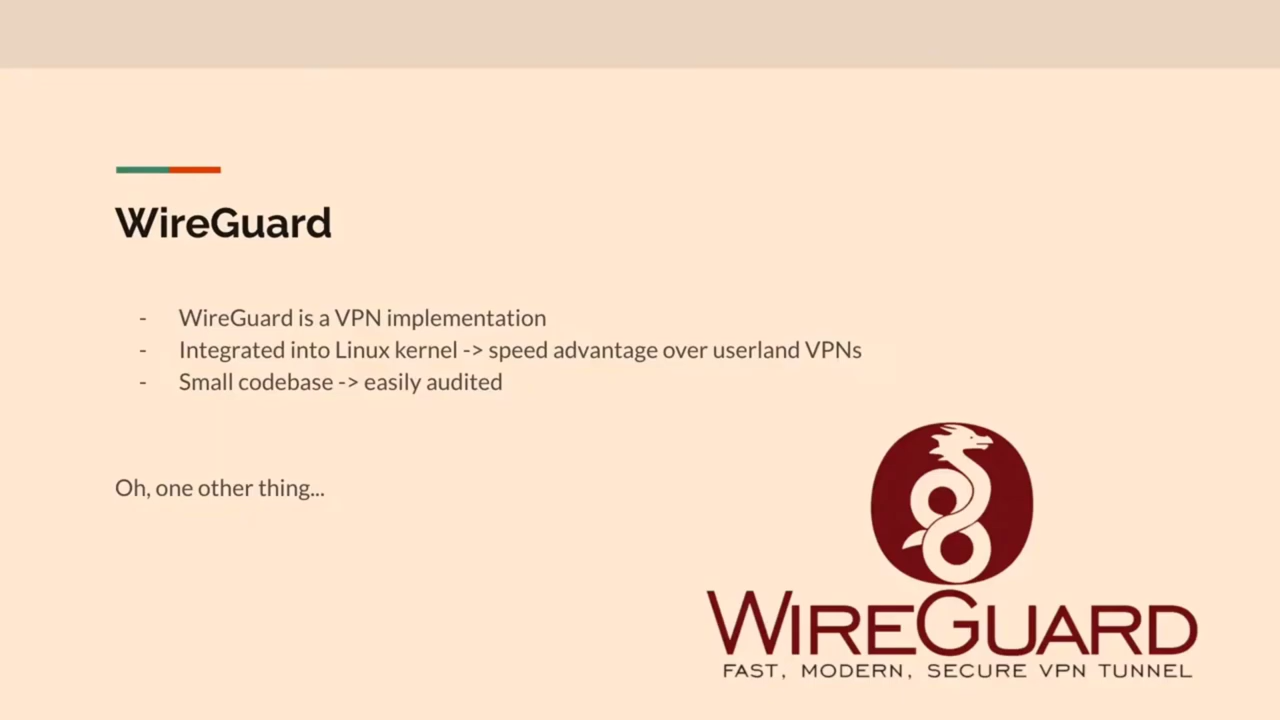 WireGuard
- WireGuard is a VPN implementation
- Integrated into Linux kernel -> speed advantage over userland VPNs
- Small codebase -> easily audited
Oh, one other thing...
WIREGUARD
FAST, MODERN, SECURE VPN TUNNEL